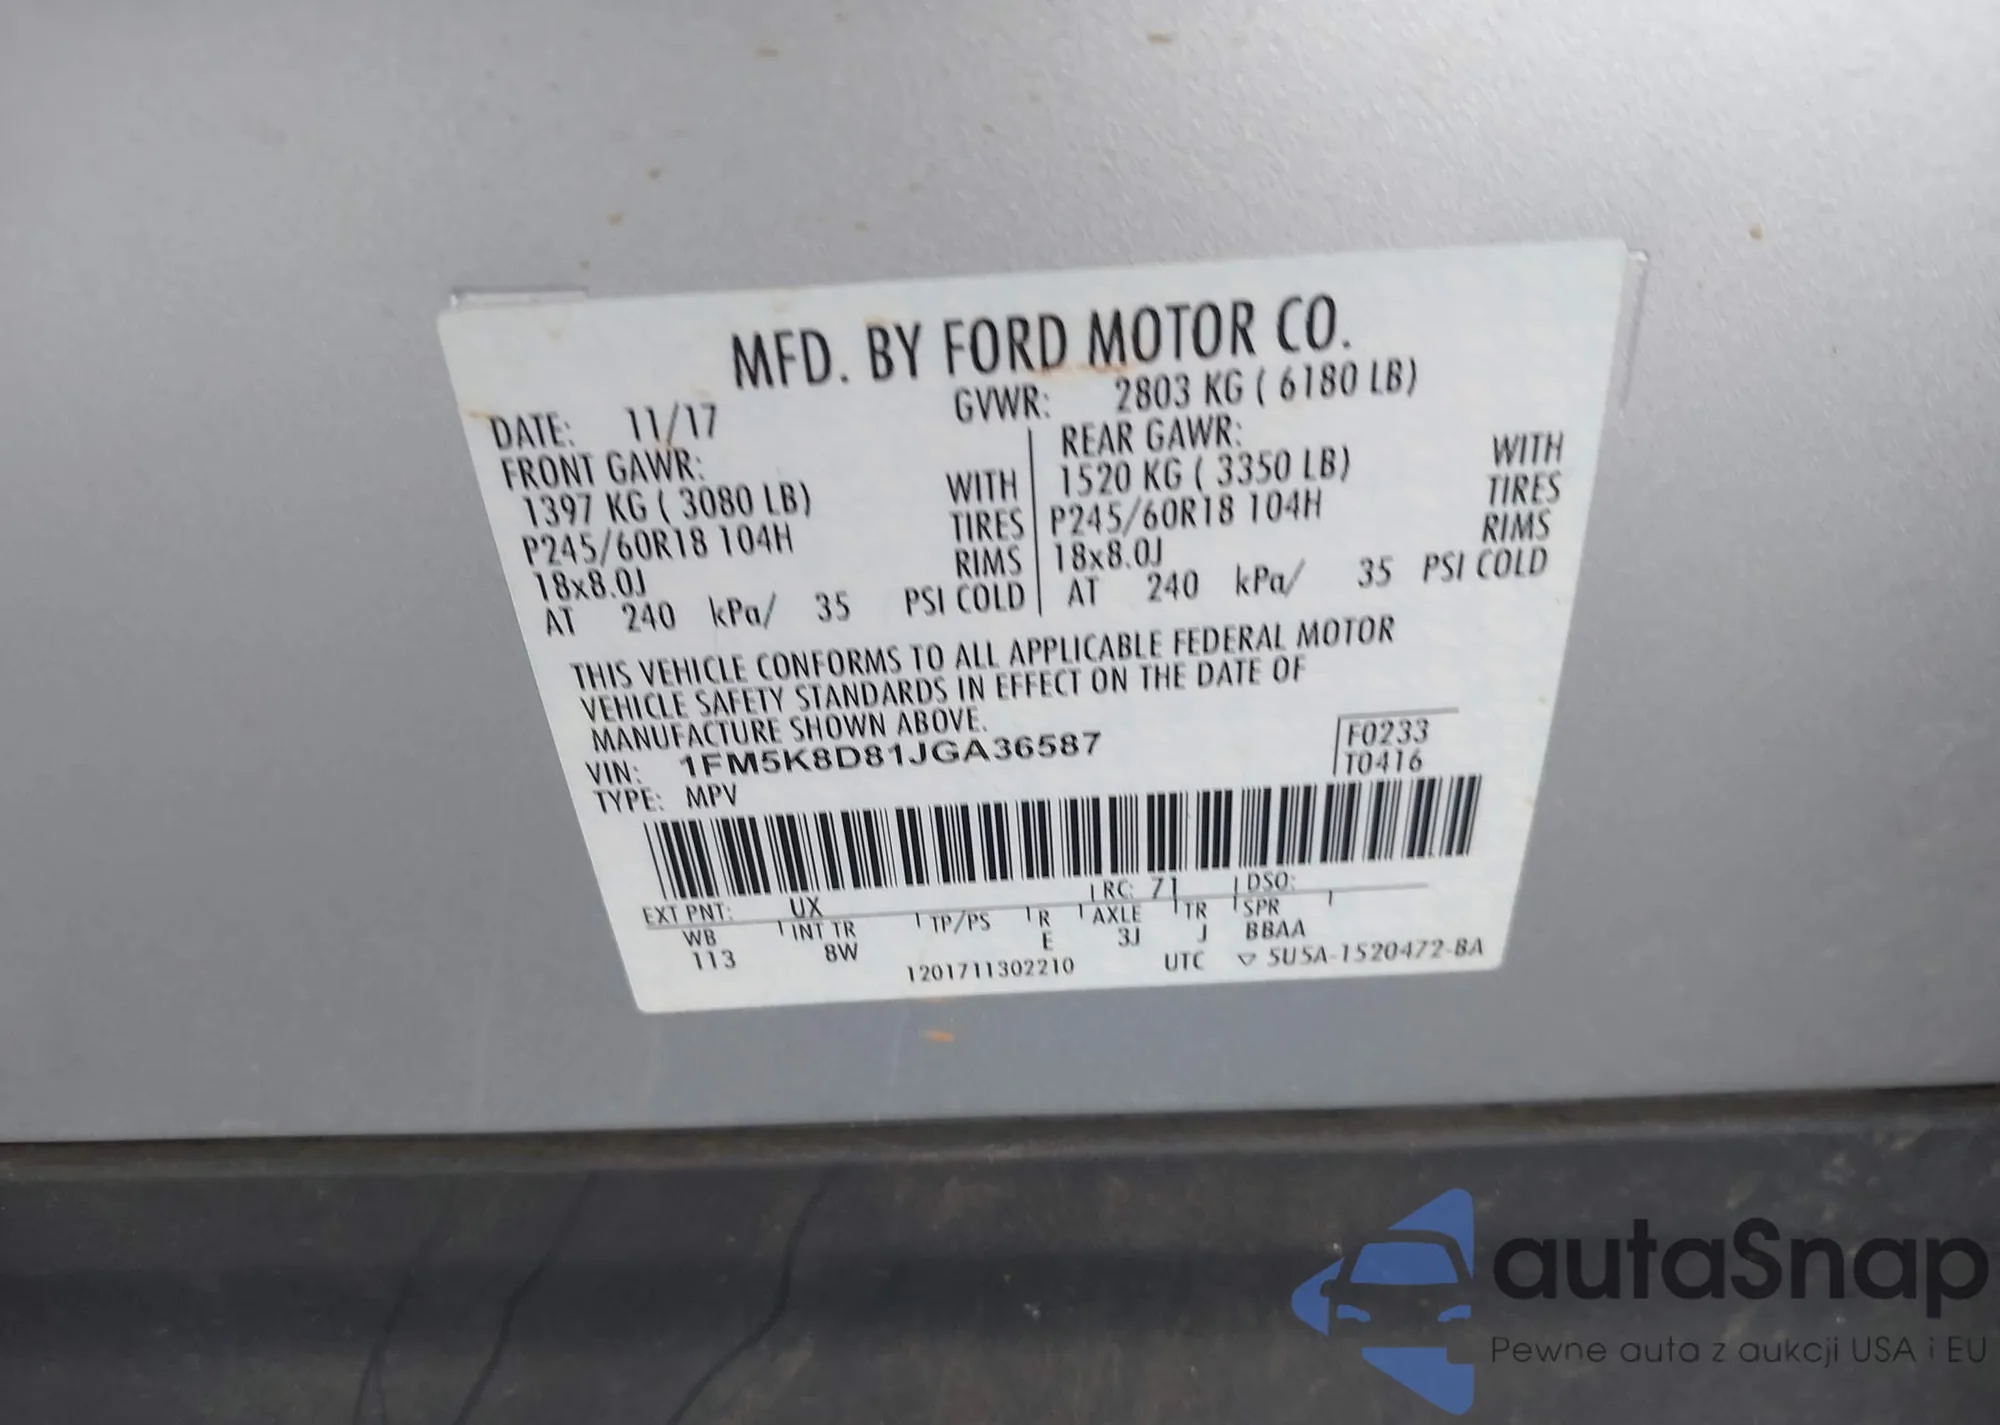 MFD. BY FORD MOTOR CO.
DATE: 11/17 GVWR: 2803 KG ( 6180 LB)
FRONT GAWR: REAR GAWR:
1397 KG ( 3080 LB) WITH 1520 KG ( 3350 LB) WITH
P245/60R18 104H TIRES P245/60R18 104H TIRES
18x8.0J RIMS 18x8.0J RIMS
AT 240 kPa/ 35 PSI COLD AT 240 kPa/ 35 PSI COLD
THIS VEHICLE CONFORMS TO ALL APPLICABLE FEDERAL MOTOR
VEHICLE SAFETY STANDARDS IN EFFECT ON THE DATE OF
MANUFACTURE SHOWN ABOVE.
VIN: 1FM5K8D81JGA36587 F0233
TYPE: MPV T0416
EXT PNT: UX RC: 71 DSO:
WB INT TR TP/PS R AXLE TR SPR
113 8W E 3J J BBAA
1201711302210 UTC ▽ 5U5A-1520472-BA
autaSnap
Pewne auta z aukcji USA i EU